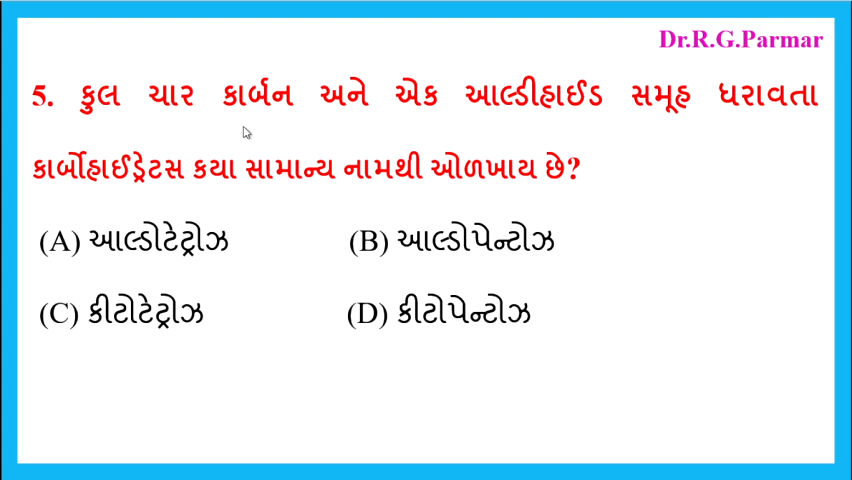 Dr.R.G.Parmar
5. કુલ ચાર કાર્બન અને એક આલ્ડીહાઈડ સમૂહ ધરાવતા
કાર્બોહાઈડ્રેટસ કયા સામાન્ય નામથી ઓળખાય છે?
(A) આલ્ડોટેટ્રોઝ (B) આલ્ડોપેન્ટોઝ
(C) કીટોટેટ્રોઝ (D) કીટોપેન્ટોઝ